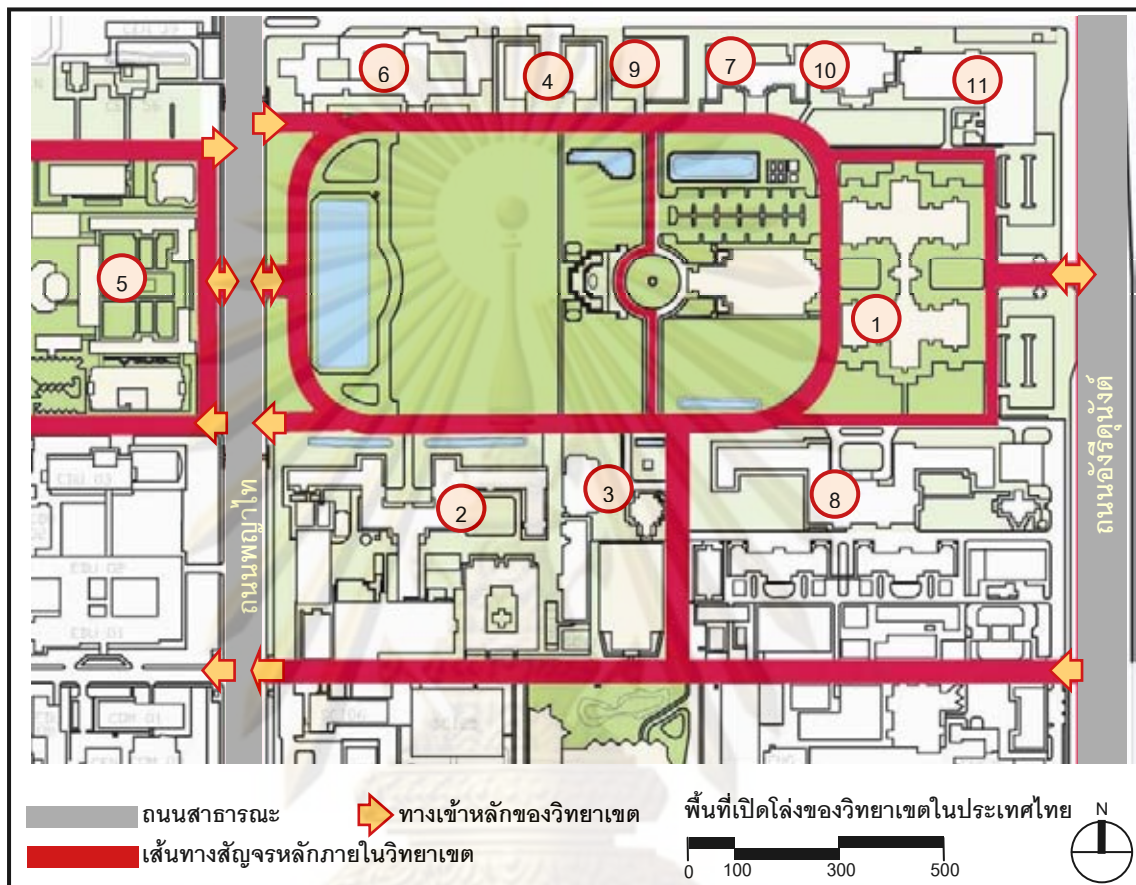 6
4
9
7
10
11
5
1
ถนนพญาไท
ถนนอังรีดูนังต์
2
3
8
ถนนสาธารณะ
ทางเข้าหลักของวิทยาเขต
พื้นที่เปิดโล่งของวิทยาเขตในประเทศไทย
N
เส้นทางสัญจรหลักภายในวิทยาเขต
0 100 300 500